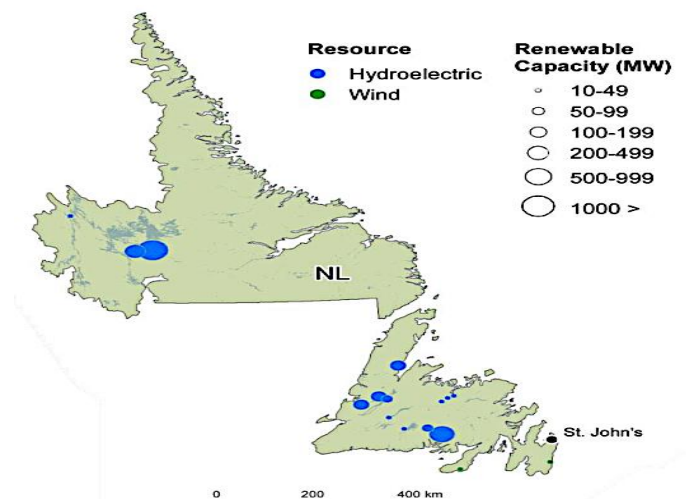 Resource
Hydroelectric
Wind
Renewable
Capacity (MW)
10-49
50-99
100-199
200-499
500-999
1000 >
NL
St. John's
0 200 400 km